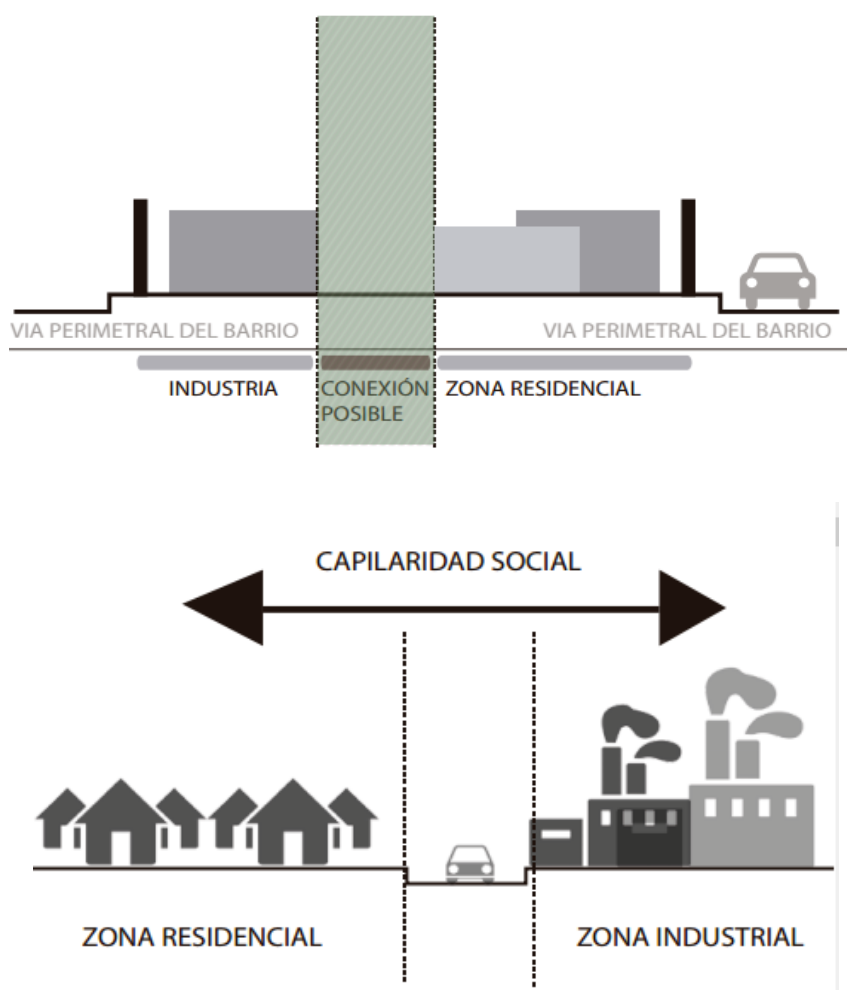 VIA PERIMETRAL DEL BARRIO
VIA PERIMETRAL DEL BARRIO
INDUSTRIA
CONEXIÓN
POSIBLE
ZONA RESIDENCIAL
CAPILARIDAD SOCIAL
ZONA RESIDENCIAL
ZONA INDUSTRIAL